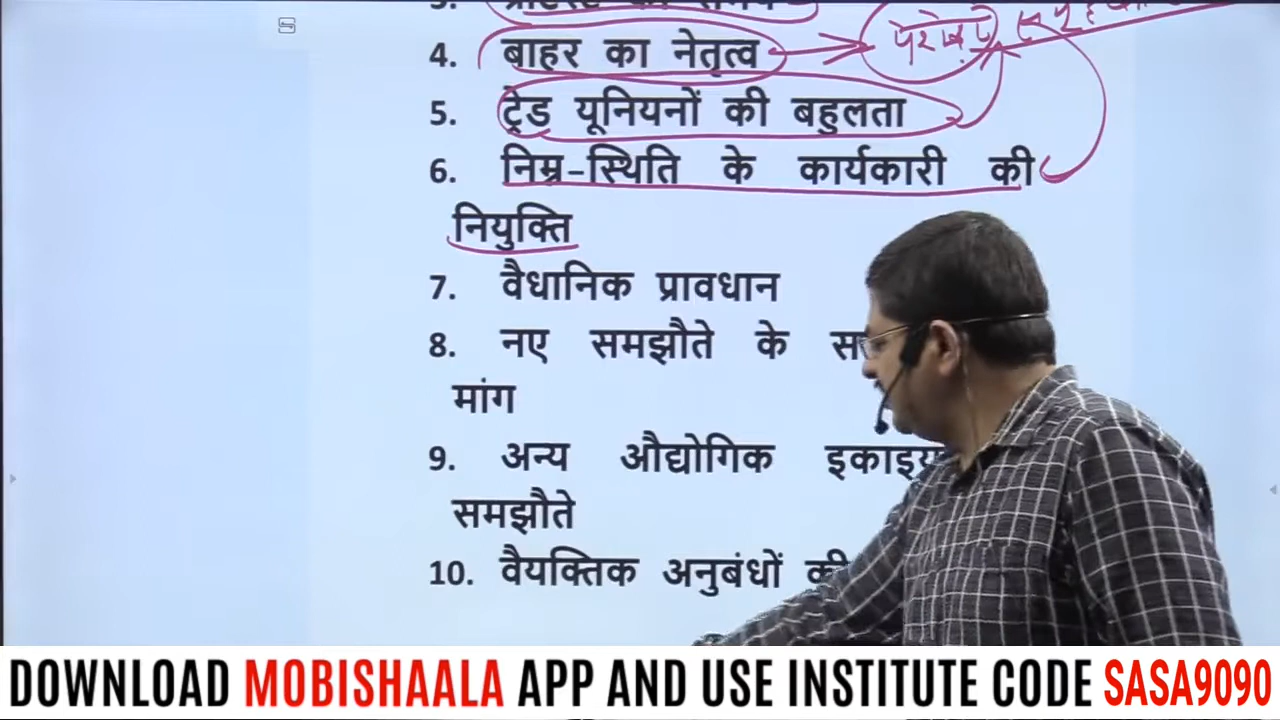 4. बाहर का नेतृत्व
5. ट्रेड यूनियनों की बहुलता
6. निम्र-स्थिति के कार्यकारी की
नियुक्ति
7. वैधानिक प्रावधान
8. नए समझौते के
मांग
9. अन्य औद्योगिक
समझौते
10. वैयक्तिक अनुबंधों की
DOWNLOAD MOBISHAALA APP AND USE INSTITUTE CODE SASA9090